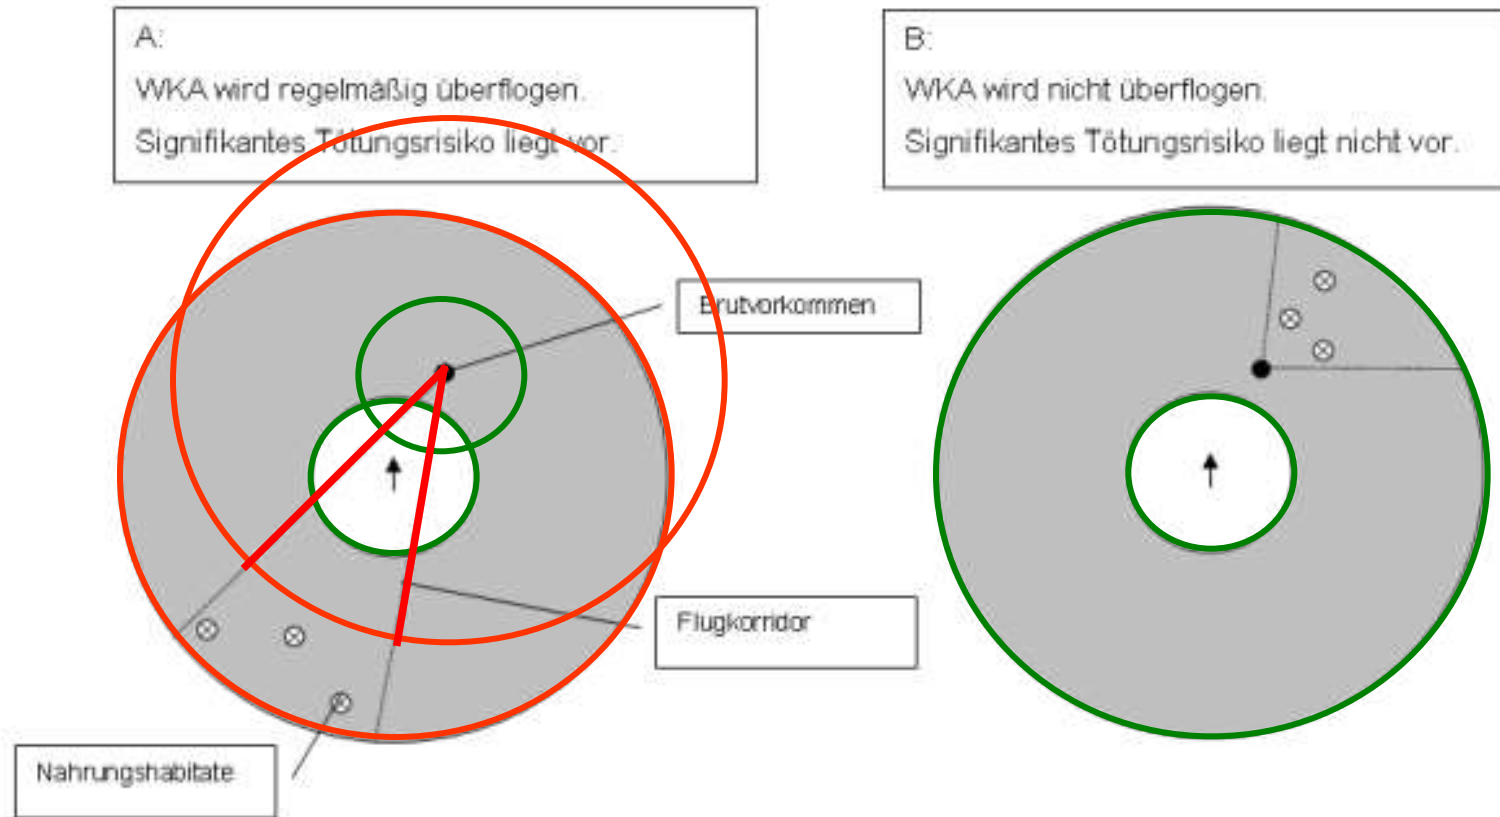 A:
WKA wird regelmäßig überflogen.
Signifikantes Tötungsrisiko liegt vor.
B:
WKA wird nicht überflogen.
Signifikantes Tötungsrisiko liegt nicht vor.
Brutvorkommen
Flugkorridor
Nahrungshabitate